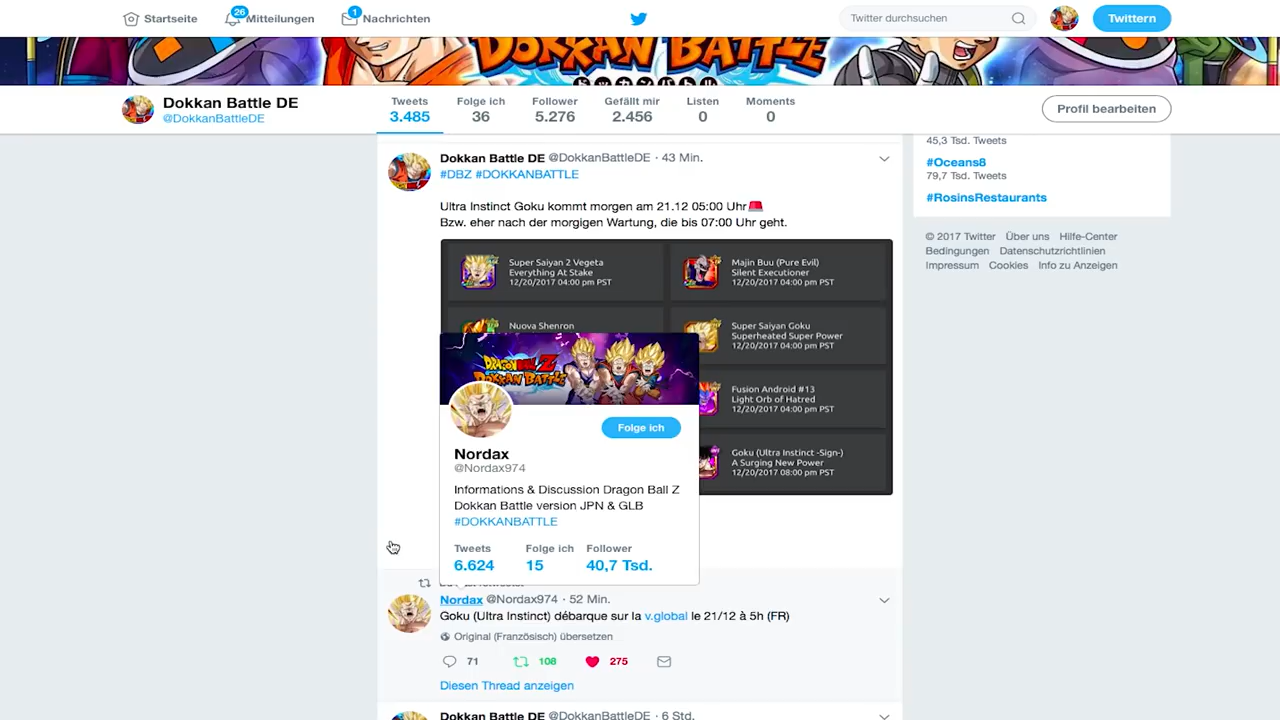 Startseite
26
Mitteilungen
1
Nachrichten
Twitter durchsuchen
Twittern
DOKKAN BATTLE
ドッカンバトル
Dokkan Battle DE
@DokkanBattleDE
Tweets
3.485
Folge ich
36
Follower
5.276
Gefällt mir
2.456
Listen
0
Moments
0
Profil bearbeiten
Dokkan Battle DE @DokkanBattleDE · 43 Min.
#DBZ #DOKKANBATTLE
Ultra Instinct Goku kommt morgen am 21.12 05:00 Uhr
Bzw. eher nach der morgigen Wartung, die bis 07:00 Uhr geht.
Super Saiyan 2 Vegeta
Everything At Stake
12/20/2017 04:00 pm PST
Majin Buu (Pure Evil)
Silent Executioner
12/20/2017 04:00 pm PST
Nuova Shenron
Super Saiyan Goku
Superheated Super Power
12/20/2017 04:00 pm PST
Fusion Android #13
Light Orb of Hatred
12/20/2017 04:00 pm PST
Goku (Ultra Instinct -Sign-)
A Surging New Power
12/20/2017 08:00 pm PST
DRAGON BALL Z
DOKKAN BATTLE
Folge ich
Nordax
@Nordax974
Informations & Discussion Dragon Ball Z
Dokkan Battle version JPN & GLB
#DOKKANBATTLE
Tweets
6.624
Folge ich
15
Follower
40,7 Tsd.
Nordax @Nordax974 · 52 Min.
Goku (Ultra Instinct) débarque sur la v.global le 21/12 à 5h (FR)
Original (Französisch) übersetzen
71
108
275
Diesen Thread anzeigen
Dokkan Battle DE @DokkanBattleDE · 6 Std.
45,3 Tsd. Tweets
#Oceans8
79,7 Tsd. Tweets
#RosinsRestaurants
© 2017 Twitter Über uns Hilfe-Center
Bedingungen Datenschutzrichtlinien
Impressum Cookies Info zu Anzeigen